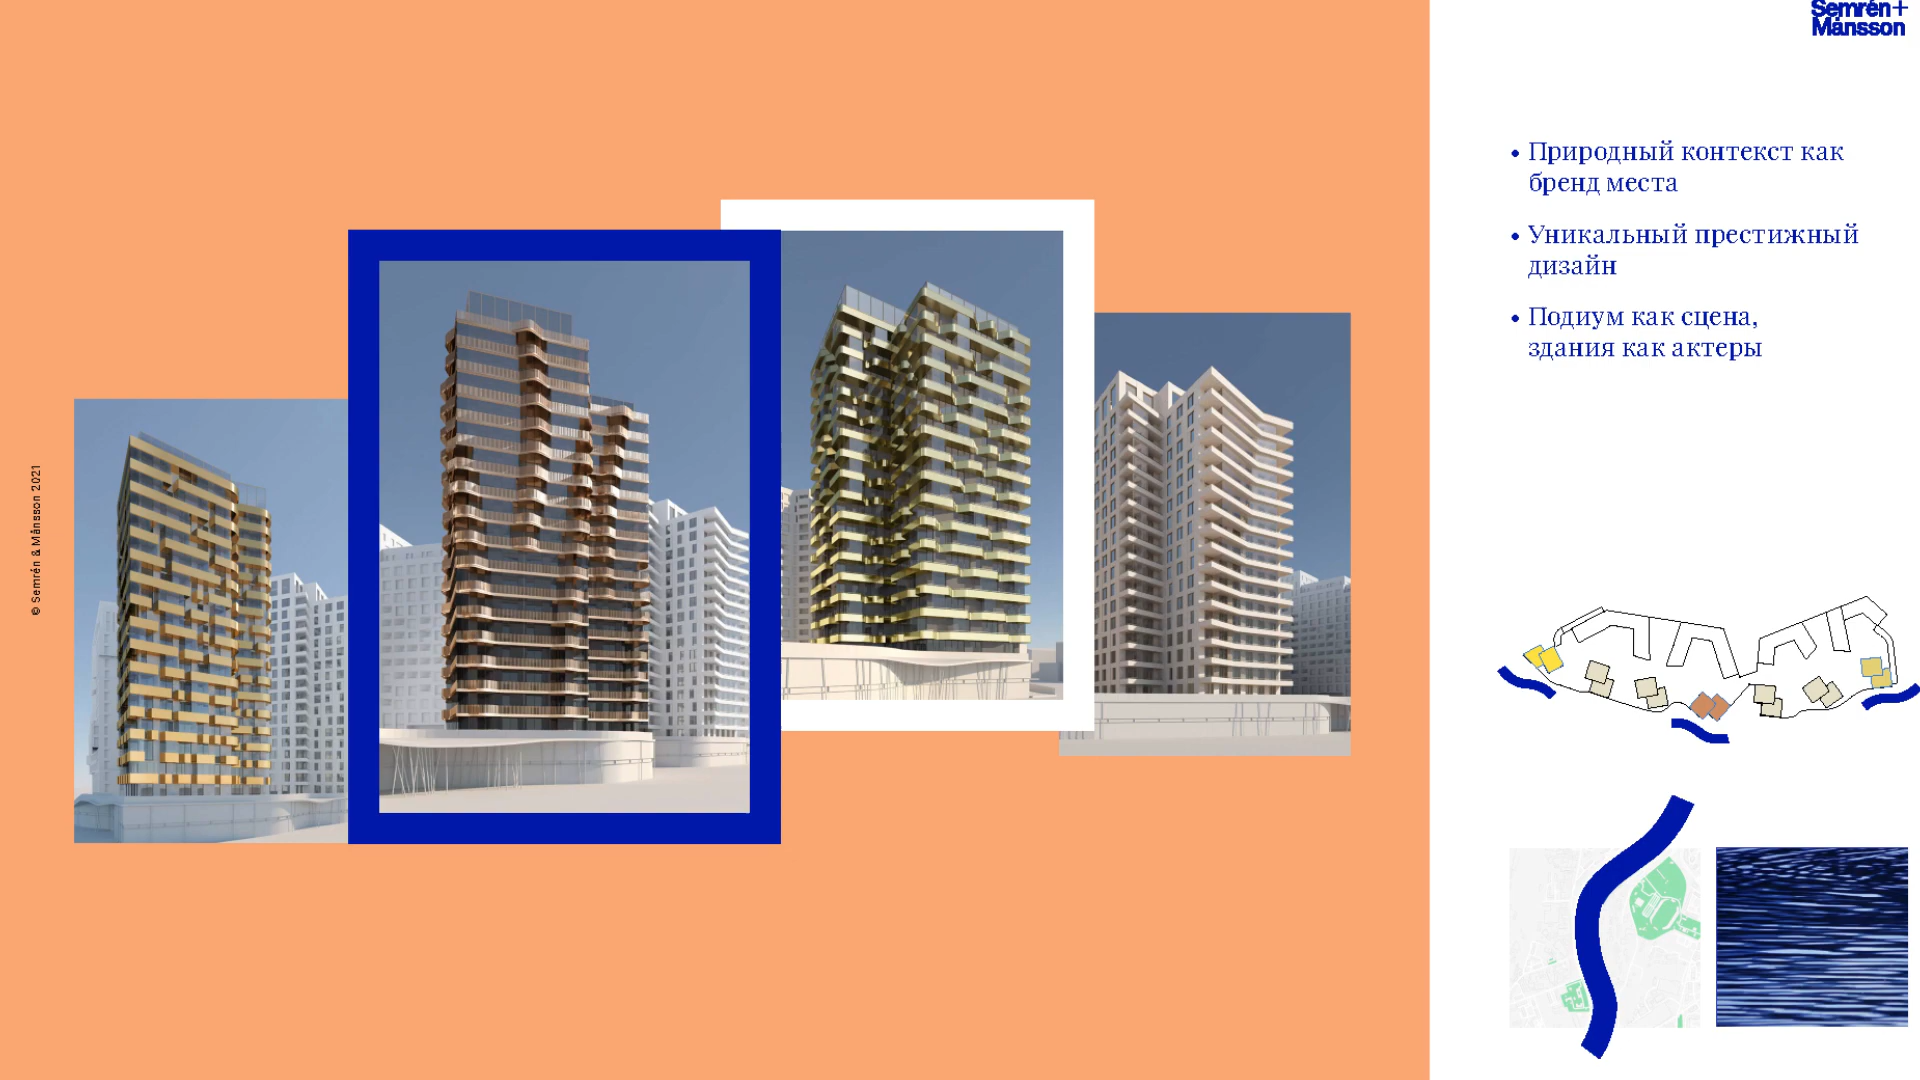 Semrén+
Månsson
• Природный контекст как
бренд места
• Уникальный престижный
дизайн
• Подиум как сцена,
здания как актеры
© Semrén & Månsson 2021